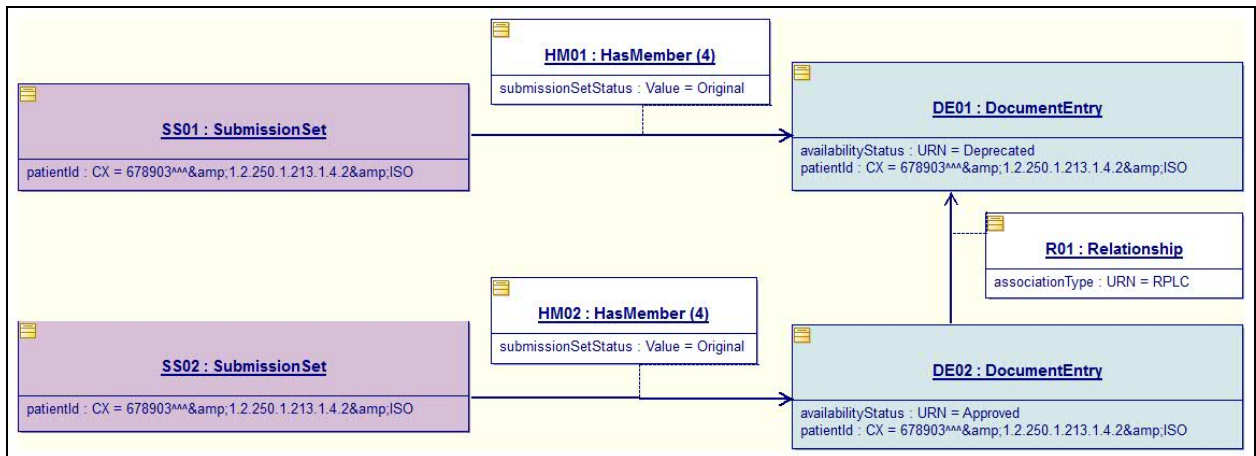 HM01 : HasMember (4)
submissionSetStatus : Value = Original
SS01 : SubmissionSet
patientId : CX = 678903^^^&amp;1.2.250.1.213.1.4.2&amp;ISO
DE01 : DocumentEntry
availabilityStatus : URN = Deprecated
patientId : CX = 678903^^^&amp;1.2.250.1.213.1.4.2&amp;ISO
R01 : Relationship
associationType : URN = RPLC
HM02 : HasMember (4)
submissionSetStatus : Value = Original
SS02 : SubmissionSet
patientId : CX = 678903^^^&amp;1.2.250.1.213.1.4.2&amp;ISO
DE02 : DocumentEntry
availabilityStatus : URN = Approved
patientId : CX = 678903^^^&amp;1.2.250.1.213.1.4.2&amp;ISO